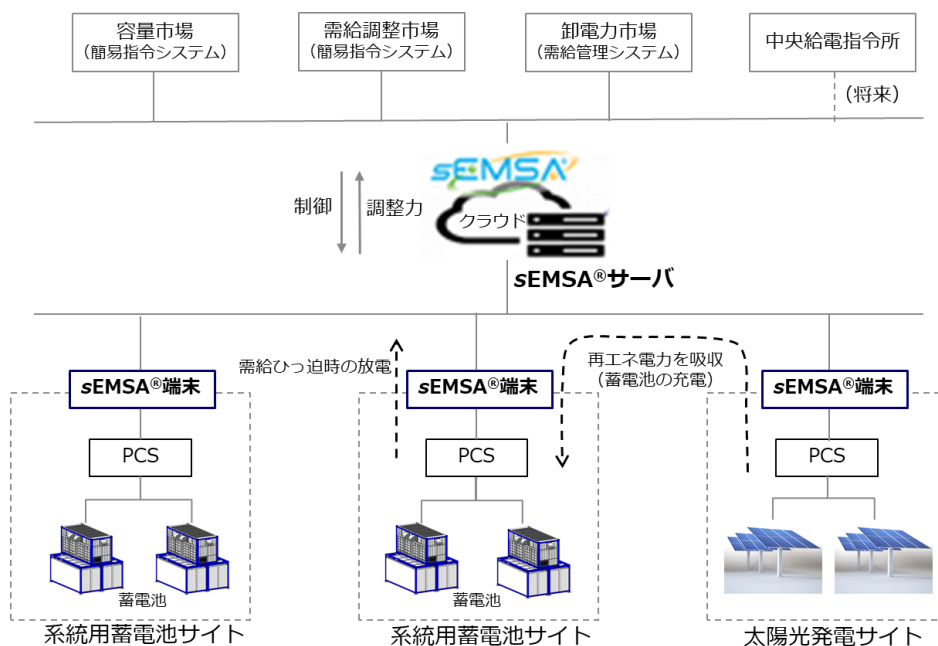 容量市場
（簡易指令システム）
需給調整市場
（簡易指令システム）
卸電力市場
（需給管理システム）
中央給電指令所
（将来）
制御
調整力
sEMSA
クラウド
sEMSA®サーバ
需給ひっ迫時の放電
再エネ電力を吸収
（蓄電池の充電）
sEMSA®端末
sEMSA®端末
sEMSA®端末
PCS
PCS
PCS
蓄電池
蓄電池
系統用蓄電池サイト
系統用蓄電池サイト
太陽光発電サイト